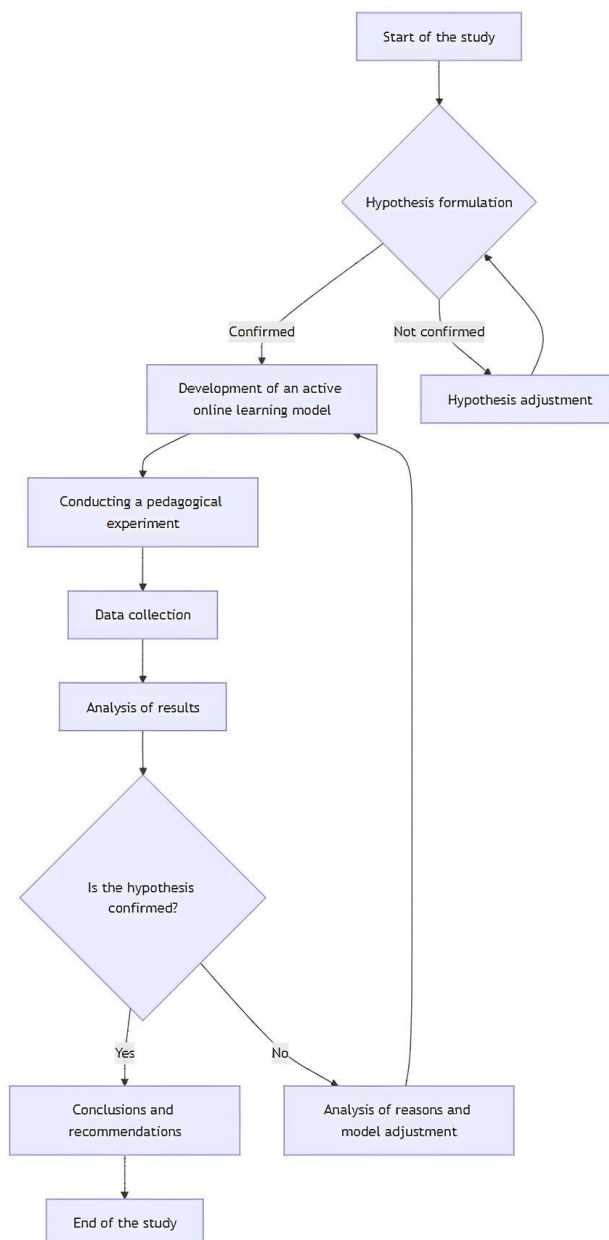 Start of the study
Hypothesis formulation
Confirmed
Not confirmed
Development of an active
online learning model
Hypothesis adjustment
Conducting a pedagogical
experiment
Data collection
Analysis of results
Is the hypothesis
confirmed?
Yes
No
Conclusions and
recommendations
Analysis of reasons and
model adjustment
End of the study